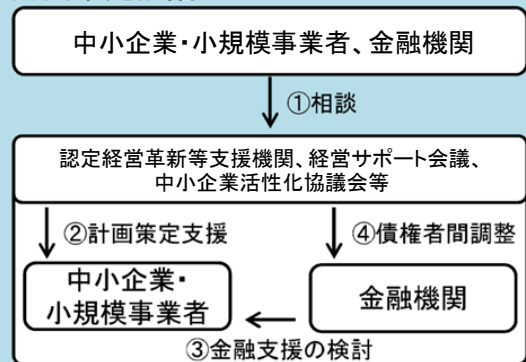 中小企業・小規模事業者、金融機関
①相談
認定経営革新等支援機関、経営サポート会議、
中小企業活性化協議会等
②計画策定支援
④債権者間調整
中小企業・
小規模事業者
金融機関
③金融支援の検討